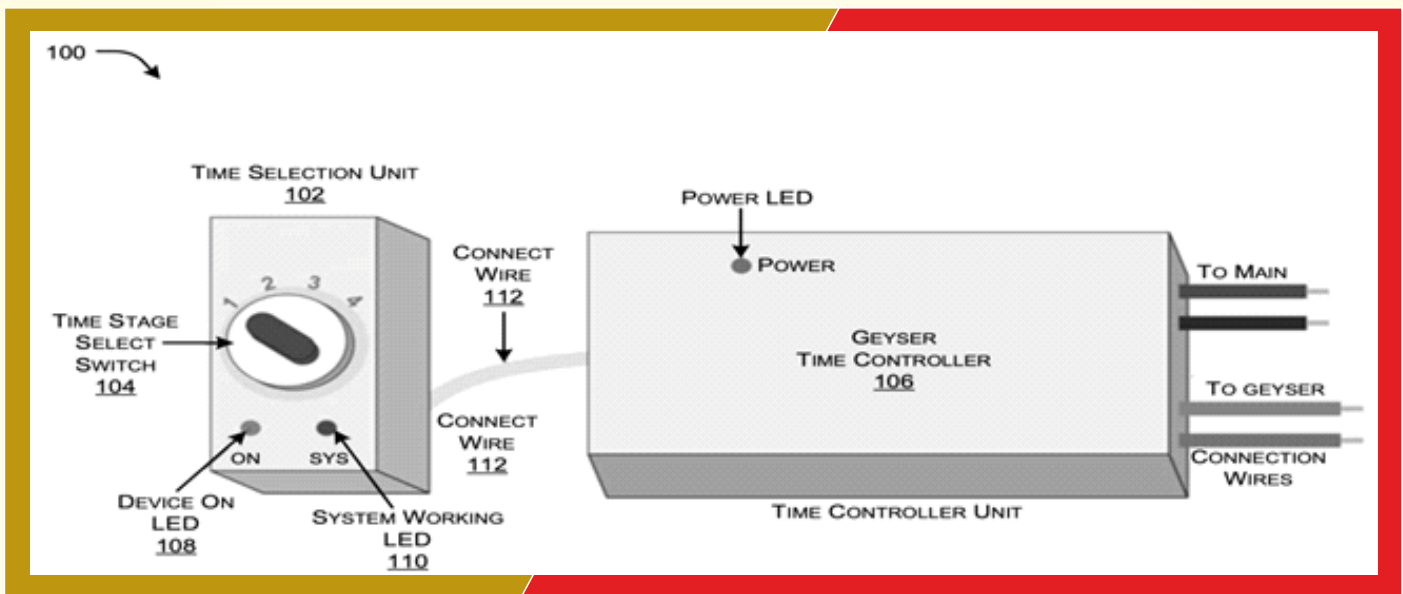 100
TIME SELECTION UNIT
102
POWER LED
1 2 3 4
CONNECT
WIRE
112
POWER
TO MAIN
TIME STAGE
SELECT
SWITCH
104
GEYSER
TIME CONTROLLER
106
TO GEYSER
CONNECT
WIRE
112
ON SYS
CONNECTION
WIRES
DEVICE ON
LED
108
SYSTEM WORKING
LED
110
TIME CONTROLLER UNIT